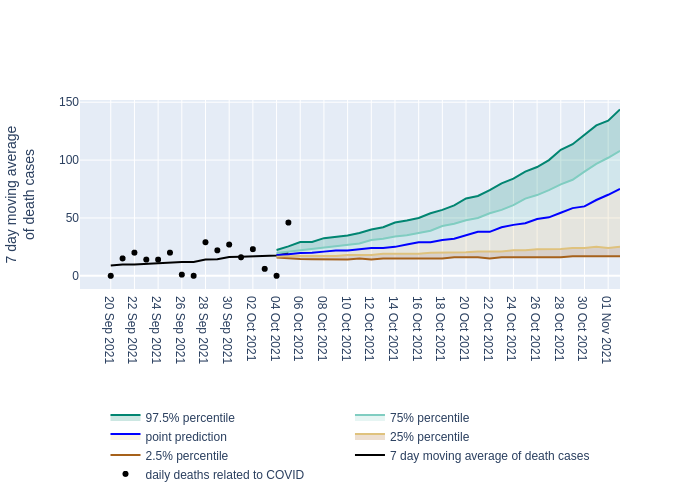 7 day moving average
of death cases
150
100
50
0
20 Sep 2021
22 Sep 2021
24 Sep 2021
26 Sep 2021
28 Sep 2021
30 Sep 2021
02 Oct 2021
04 Oct 2021
06 Oct 2021
08 Oct 2021
10 Oct 2021
12 Oct 2021
14 Oct 2021
16 Oct 2021
18 Oct 2021
20 Oct 2021
22 Oct 2021
24 Oct 2021
26 Oct 2021
28 Oct 2021
30 Oct 2021
01 Nov 2021
97.5% percentile
75% percentile
point prediction
25% percentile
2.5% percentile
7 day moving average of death cases
daily deaths related to COVID